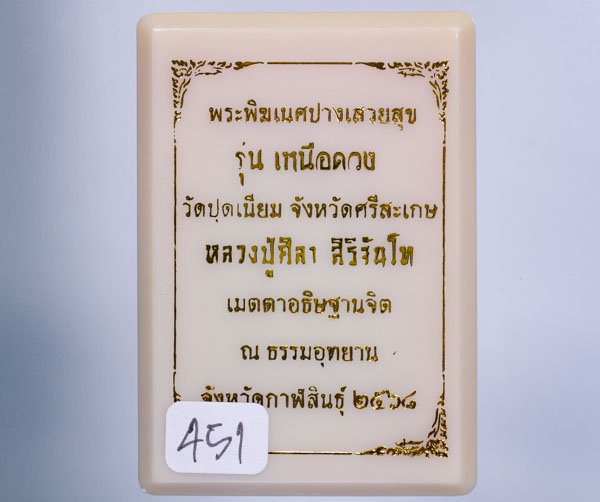 พระพิฆเนศปางเสวยสุข
รุ่น เหนือดวง
วัดปุดเนียม จังหวัดศรีสะเกษ
หลวงปู่ศิลา สิริจันโท
เมตตาอธิษฐานจิต
ณ ธรรมอุทยาน
จังหวัดกาฬสินธุ์ ๒๕๖๘
451